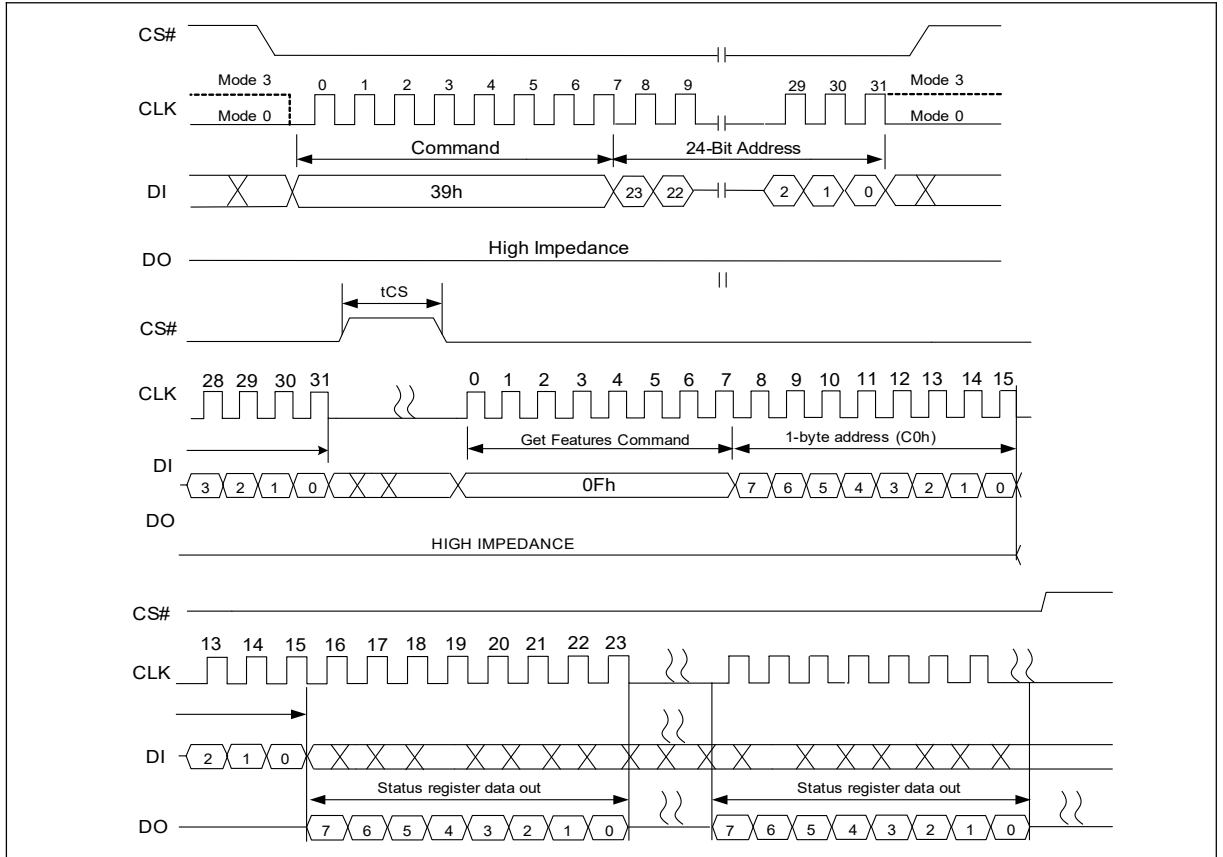 CS#
Mode 3 0 1 2 3 4 5 6 7 8 9 29 30 31 Mode 3
CLK
Mode 0 Mode 0
Command 24-Bit Address
DI 39h 23 22 2 1 0
High Impedance
DO
tCS
CS#
28 29 30 31 0 1 2 3 4 5 6 7 8 9 10 11 12 13 14 15
CLK
Get Features Command 1-byte address (C0h)
DI
3 2 1 0 0Fh 7 6 5 4 3 2 1 0
DO
HIGH IMPEDANCE
CS#
13 14 15 16 17 18 19 20 21 22 23
CLK
DI 2 1 0
Status register data out Status register data out
DO 7 6 5 4 3 2 1 0 7 6 5 4 3 2 1 0